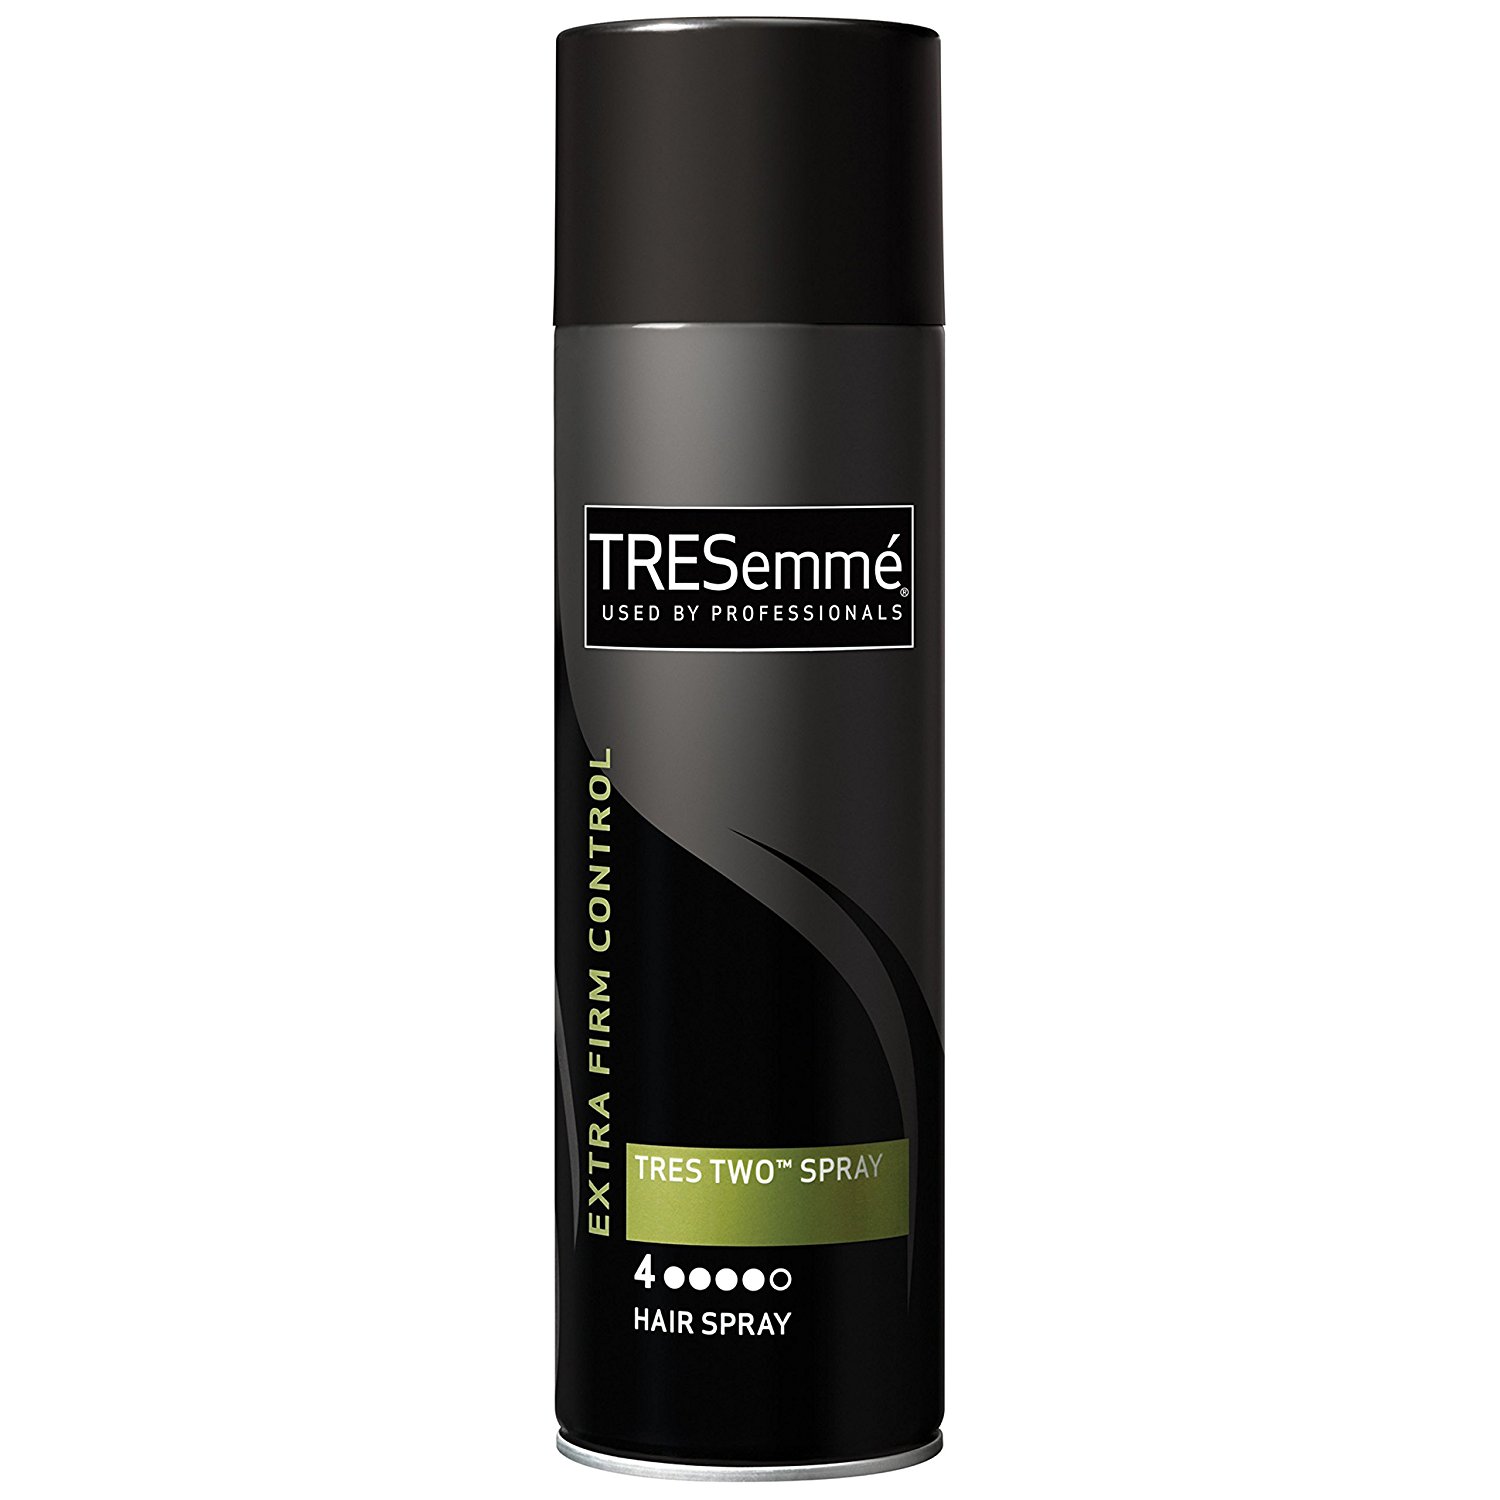 TRESemmé®
USED BY PROFESSIONALS
EXTRA FIRM CONTROL
TRES TWO™ SPRAY
4
HAIR SPRAY